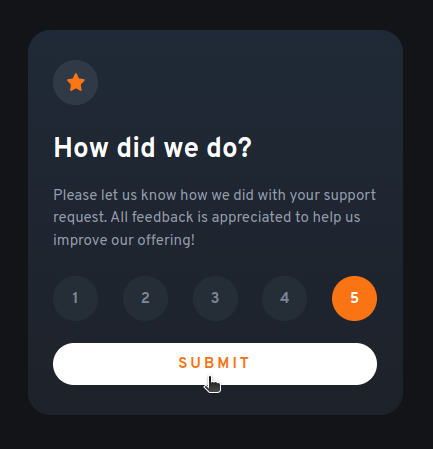 How did we do?
Please let us know how we did with your support
request. All feedback is appreciated to help us
improve our offering!
1 2 3 4 5
SUBMIT